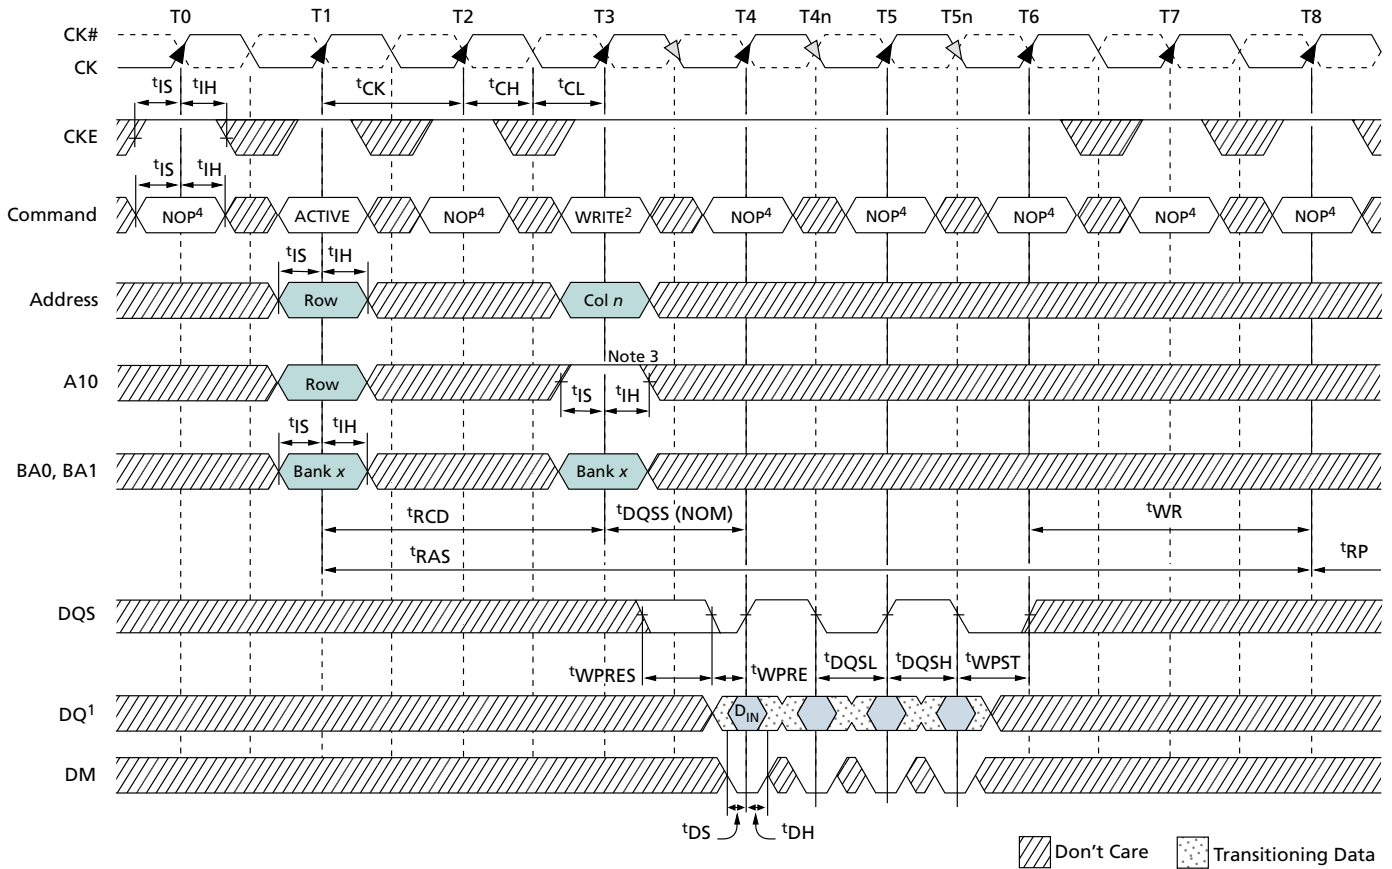 T0 T1 T2 T3 T4 T4n T5 T5n T6 T7 T8
CK#
CK
tIS tIH tCK tCH tCL
CKE
tIS tIH
Command NOP4 ACTIVE NOP4 WRITE2 NOP4 NOP4 NOP4 NOP4 NOP4
tIS tIH
Address Row Col n
Note 3
A10 Row
tIS tIH
tIS tIH
BA0, BA1 Bank x Bank x
tRCD tDQSS (NOM) tWR
tRAS tRP
DQS
tWPRES tWPRE tDQSL tDQSH tWPST
DQ1 DIN
DM
tDS tDH
Don't Care Transitioning Data